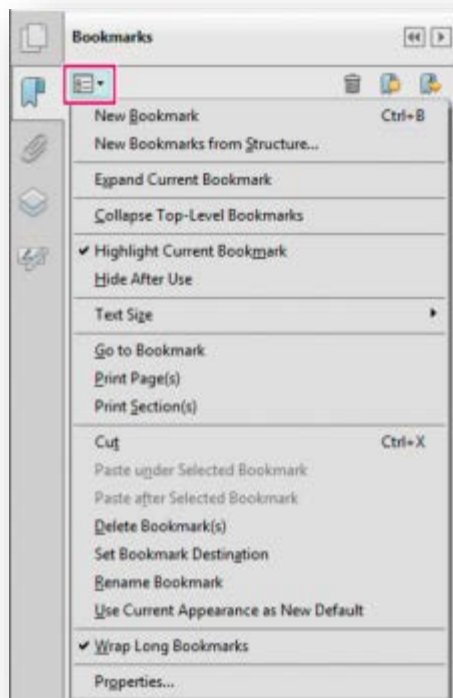 Bookmarks
New Bookmark Ctrl+B
New Bookmarks from Structure...
Expand Current Bookmark
Collapse Top-Level Bookmarks
Highlight Current Bookmark
Hide After Use
Text Size
Go to Bookmark
Print Page(s)
Print Section(s)
Cut Ctrl+X
Paste under Selected Bookmark
Paste after Selected Bookmark
Delete Bookmark(s)
Set Bookmark Destination
Rename Bookmark
Use Current Appearance as New Default
Wrap Long Bookmarks
Properties...